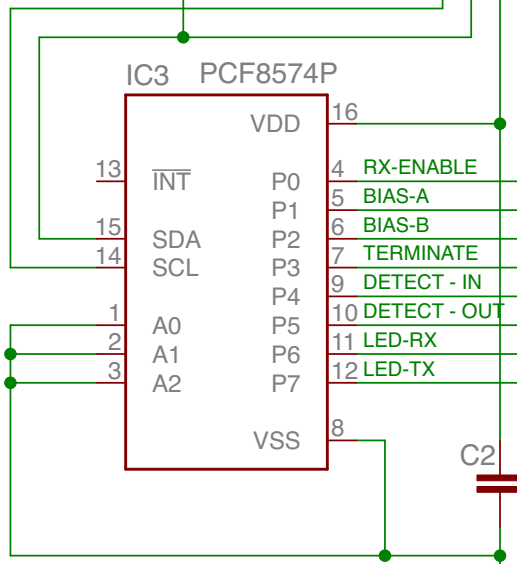 IC3 PCF8574P
VDD 16
13 INT P0 4 RX-ENABLE
P1 5 BIAS-A
15 SDA P2 6 BIAS-B
14 SCL P3 7 TERMINATE
P4 9 DETECT - IN
1 A0 P5 10 DETECT - OUT
2 A1 P6 11 LED-RX
3 A2 P7 12 LED-TX
VSS 8
C2